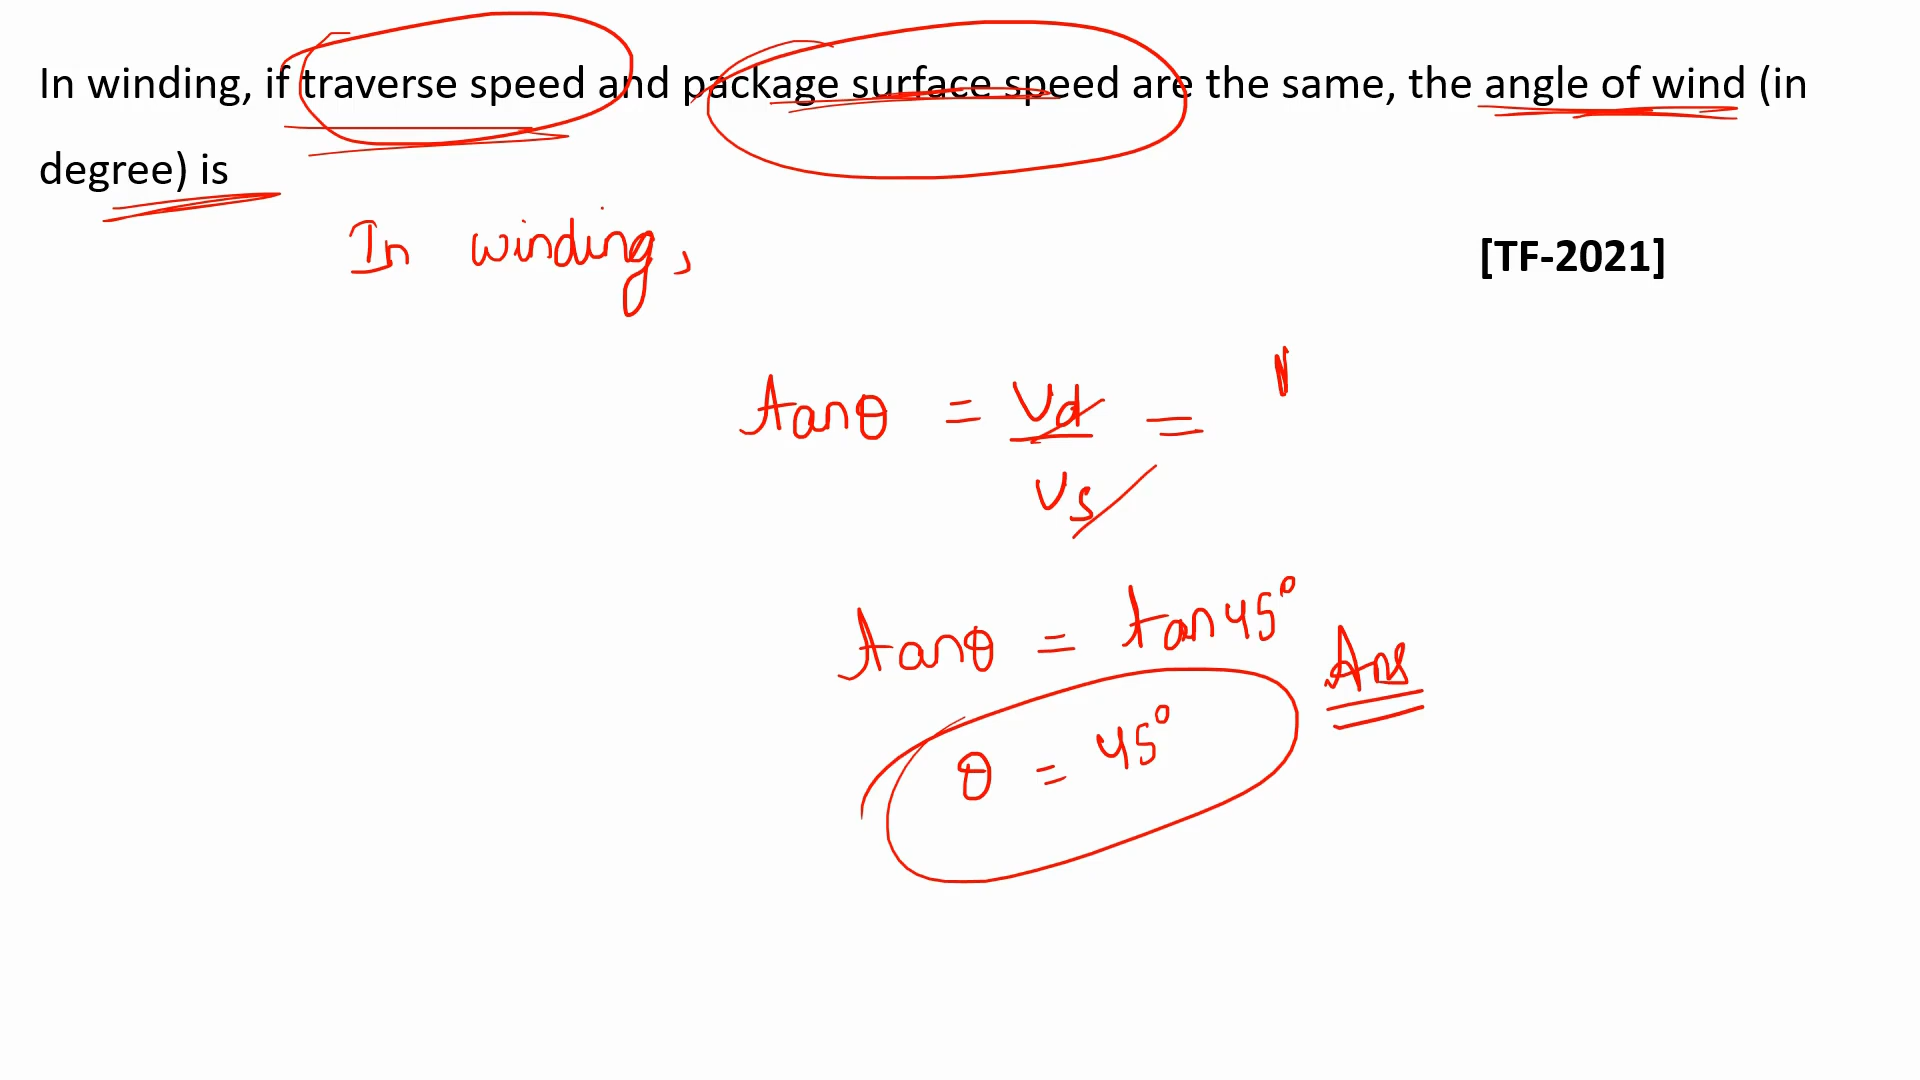 In winding, if traverse speed and package surface speed are the same, the angle of wind (in
degree) is
In winding,
[TF-2021]
tanθ = Vd/Vs =
tanθ = tan45°
Ans
θ = 45°